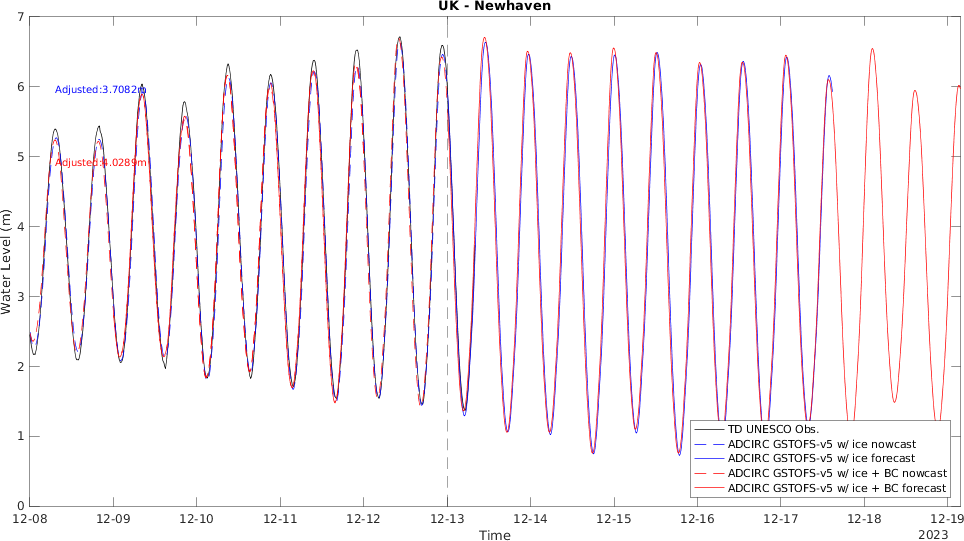 UK - Newhaven
7
6
5
4
3
2
1
0
Water Level (m)
Adjusted:3.7082m
Adjusted:4.0289m
TD UNESCO Obs.
ADCIRC GSTOFS-v5 w/ ice nowcast
ADCIRC GSTOFS-v5 w/ ice forecast
ADCIRC GSTOFS-v5 w/ ice + BC nowcast
ADCIRC GSTOFS-v5 w/ ice + BC forecast
12-08 12-09 12-10 12-11 12-12 12-13 12-14 12-15 12-16 12-17 12-18 12-19
Time
2023